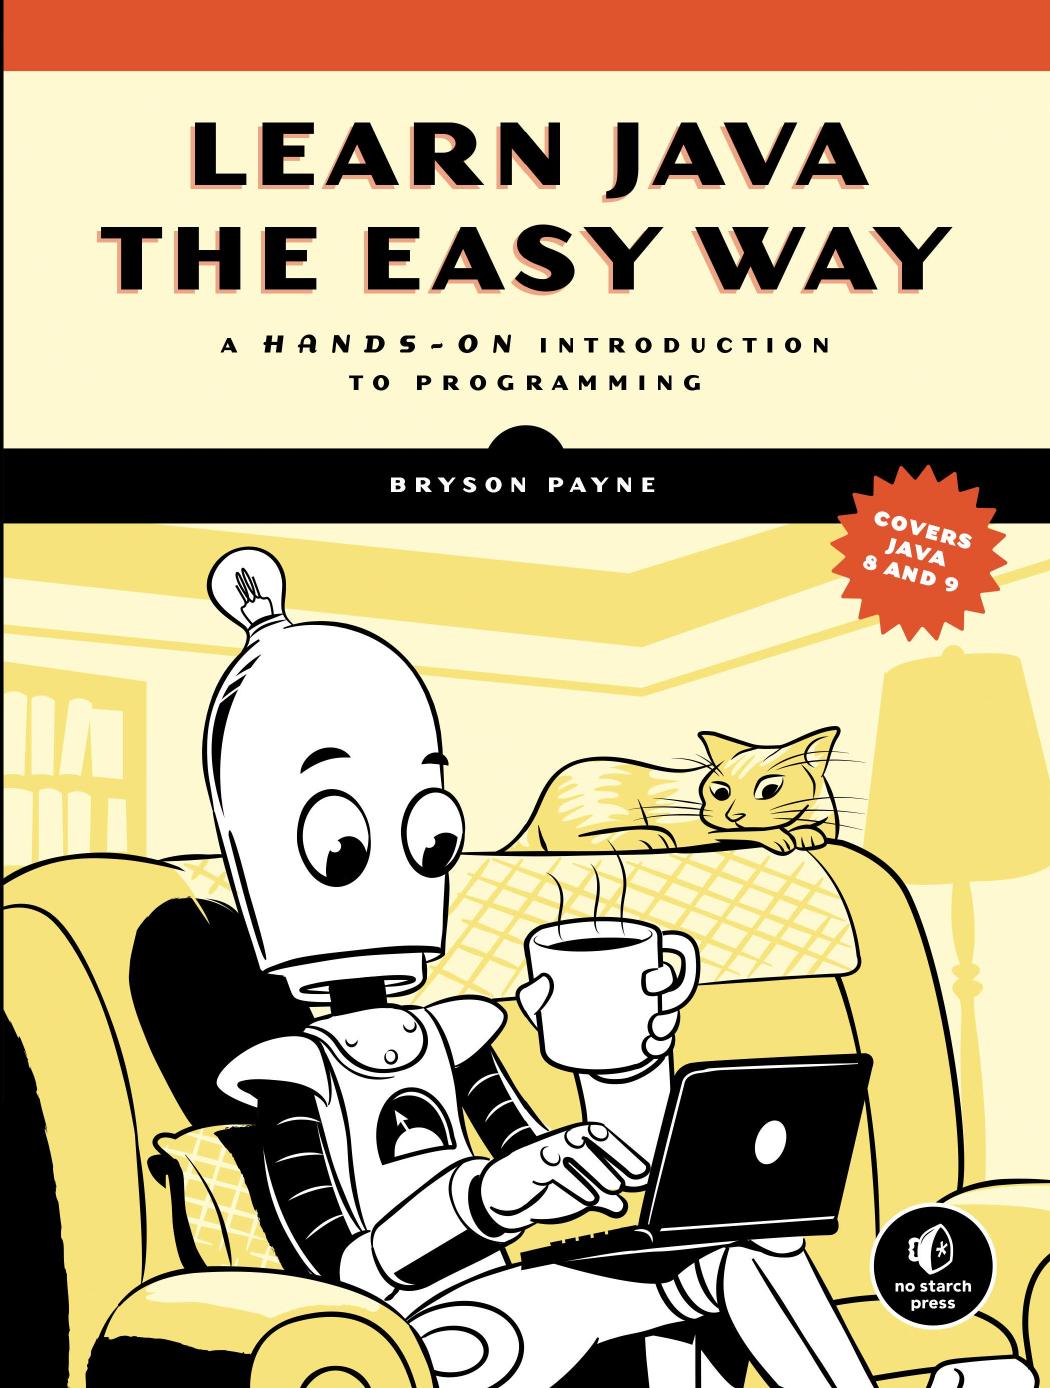 LEARN JAVA
THE EASY WAY
A HANDS-ON INTRODUCTION
TO PROGRAMMING
BRYSON PAYNE
COVERS
JAVA
8 AND 9
no starch
press